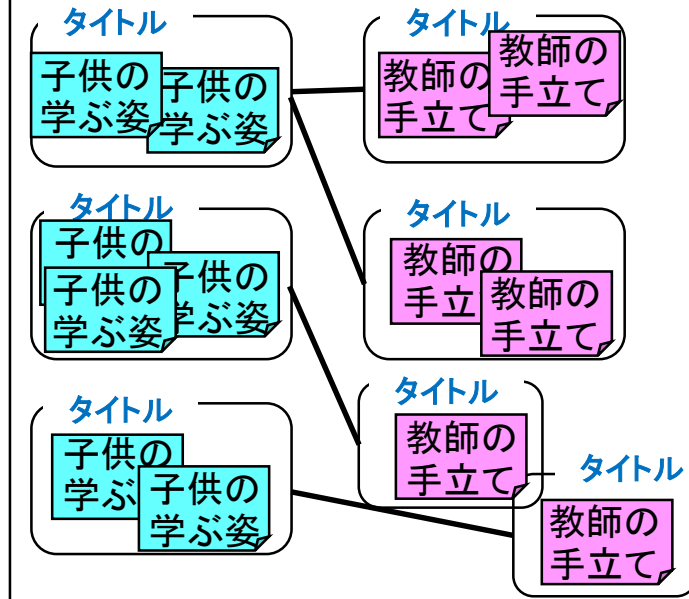 タイトル
子供の
学ぶ姿
子供の
学ぶ姿
タイトル
教師の
手立て
教師の
手立て
タイトル
子供の
子供の
学ぶ姿
子供の
学ぶ姿
タイトル
教師の
手立
教師の
手立て
タイトル
子供の
学ぶ
子供の
学ぶ姿
タイトル
教師の
手立て
タイトル
教師の
手立て